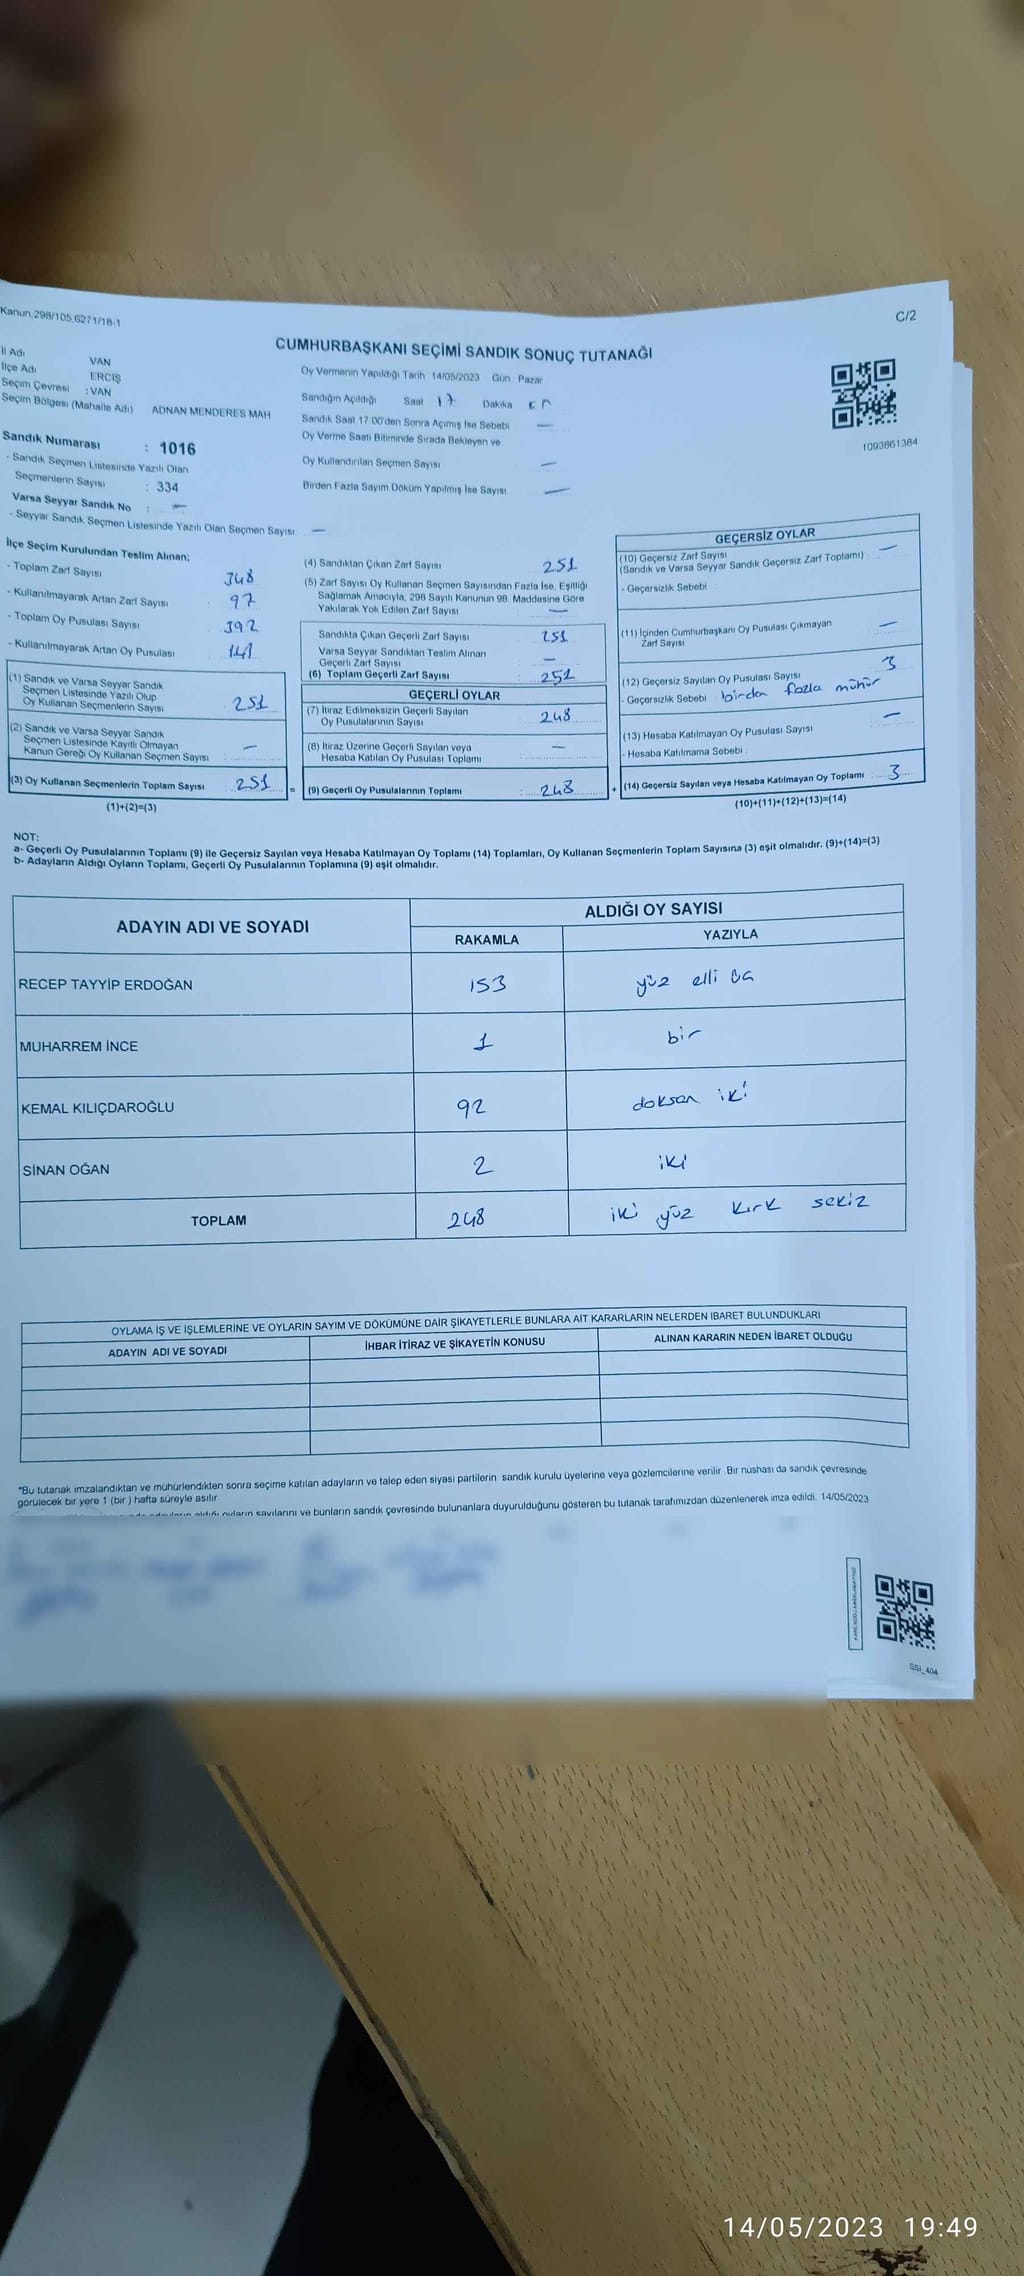 Kanun,298/105,6271/18-1
C/2
CUMHURBAŞKANI SEÇİMİ SANDIK SONUÇ TUTANAĞI
İl Adı VAN
İlçe Adı ERCİŞ
Seçim Çevresi : VAN
Seçim Bölgesi (Mahalle Adı) ADNAN MENDERES MAH
Sandık Numarası : 1016
- Sandık Seçmen Listesinde Yazılı Olan
Seçmenlerin Sayısı : 334
Varsa Seyyar Sandık No : —
- Seyyar Sandık Seçmen Listesinde Yazılı Olan Seçmen Sayısı —
Oy Vermenin Yapıldığı Tarih 14/05/2023 Gün : Pazar
Sandığın Açıldığı Saat 17 Dakika
Sandık Saat 17.00'den Sonra Açımış İse Sebebi —
Oy Verme Saati Bitiminde Sırada Bekleyen ve
Oy Kullandırılan Seçmen Sayısı —
Birden Fazla Sayım Döküm Yapılmış İse Sayısı —
1093861384
İlçe Seçim Kurulundan Teslim Alınan;
- Toplam Zarf Sayısı 348
- Kullanılmayarak Artan Zarf Sayısı : 97
- Toplam Oy Pusulası Sayısı : 392
- Kullanılmayarak Artan Oy Pusulası 141
(1) Sandık ve Varsa Seyyar Sandık
Seçmen Listesinde Yazılı Olup
Oy Kullanan Seçmenlerin Sayısı 251
(2) Sandık ve Varsa Seyyar Sandık
Seçmen Listesinde Kayıtlı Olmayan
Kanun Gereği Oy Kullanan Seçmen Sayısı —
(3) Oy Kullanan Seçmenlerin Toplam Sayısı : 251
(1)+(2)=(3)
(4) Sandıktan Çıkan Zarf Sayısı 251
(5) Zarf Sayısı Oy Kullanan Seçmen Sayısından Fazla İse, Eşitliği
Sağlamak Amacıyla, 298 Sayılı Kanunun 98. Maddesine Göre
Yakılarak Yok Edilen Zarf Sayısı —
Sandıkta Çıkan Geçerli Zarf Sayısı 251
Varsa Seyyar Sandıktan Teslim Alınan
Geçerli Zarf Sayısı —
(6) Toplam Geçerli Zarf Sayısı 251
GEÇERLİ OYLAR
(7) İtiraz Edilmeksizin Geçerli Sayılan
Oy Pusulalarının Sayısı 248
(8) İtiraz Üzerine Geçerli Sayılan veya
Hesaba Katılan Oy Pusulası Toplamı —
= (9) Geçerli Oy Pusulalarının Toplamı : 248
GEÇERSİZ OYLAR
(10) Geçersiz Zarf Sayısı —
(Sandık ve Varsa Seyyar Sandık Geçersiz Zarf Toplamı)
- Geçersizlik Sebebi :
(11) İçinden Cumhurbaşkanı Oy Pusulası Çıkmayan
Zarf Sayısı —
(12) Geçersiz Sayılan Oy Pusulası Sayısı 3
- Geçersizlik Sebebi birden fazla mühür
(13) Hesaba Katılmayan Oy Pusulası Sayısı —
- Hesaba Katılmama Sebebi :
+ (14) Geçersiz Sayılan veya Hesaba Katılmayan Oy Toplamı : 3
(10)+(11)+(12)+(13)=(14)
NOT:
a- Geçerli Oy Pusulalarının Toplamı (9) ile Geçersiz Sayılan veya Hesaba Katılmayan Oy Toplamı (14) Toplamları, Oy Kullanan Seçmenlerin Toplam Sayısına (3) eşit olmalıdır. (9)+(14)=(3)
b- Adayların Aldığı Oyların Toplamı, Geçerli Oy Pusulalarının Toplamına (9) eşit olmalıdır.
ADAYIN ADI VE SOYADI ALDIĞI OY SAYISI
RAKAMLA YAZIYLA
RECEP TAYYİP ERDOĞAN 153 yüz elli üç
MUHARREM İNCE 1 bir
KEMAL KILIÇDAROĞLU 92 doksan iki
SİNAN OĞAN 2 iki
TOPLAM 248 iki yüz kırk sekiz
OYLAMA İŞ VE İŞLEMLERİNE VE OYLARIN SAYIM VE DÖKÜMÜNE DAİR ŞİKAYETLERLE BUNLARA AİT KARARLARIN NELERDEN İBARET BULUNDUKLARI
ADAYIN ADI VE SOYADI İHBAR İTİRAZ VE ŞİKAYETİN KONUSU ALINAN KARARIN NEDEN İBARET OLDUĞU
*Bu tutanak imzalandıktan ve mühürlendikten sonra seçime katılan adayların ve talep eden siyasi partilerin sandık kurulu üyelerine veya gözlemcilerine verilir. Bir nüshası da sandık çevresinde
görülecek bir yere 1 (bir) hafta süreyle asılır.
aldığı oyların sayılarını ve bunların sandık çevresinde bulunanlara duyurulduğunu gösteren bu tutanak tarafımızdan düzenlenerek imza edildi. 14/05/2023
SSI_404
14/05/2023 19:49